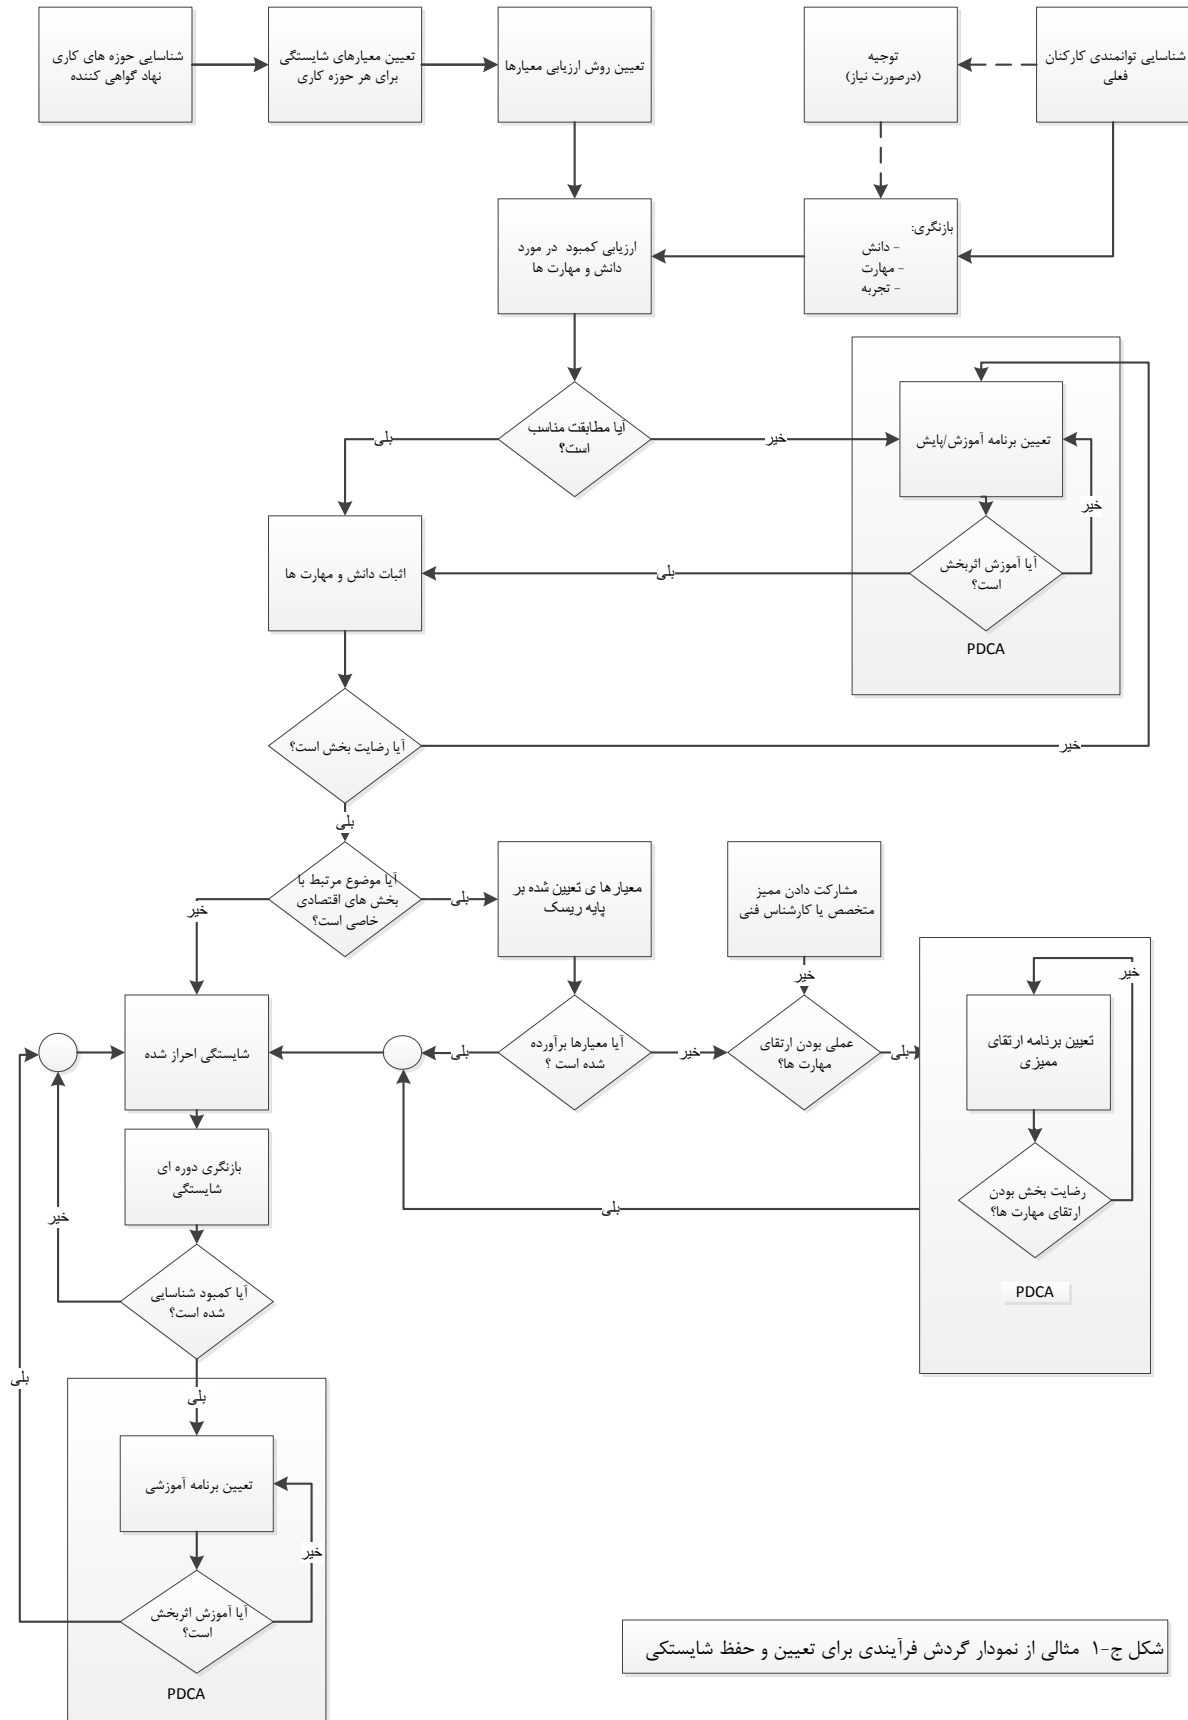 شناسایی حوزه های کاری
نهاد گواهی کننده
تعیین معیارهای شایستگی
برای هر حوزه کاری
تعیین روش ارزیابی معیارها
توجیه
(درصورت نیاز)
شناسایی توانمندی کارکنان
فعلی
ارزیابی کمبود در مورد
دانش و مهارت ها
بازنگری:
- دانش
- مهارت
- تجربه
آیا مطابقت مناسب
است؟
بلی
خیر
تعیین برنامه آموزش/پایش
خیر
آیا آموزش اثربخش
است؟
بلی
PDCA
اثبات دانش و مهارت ها
آیا رضایت بخش است؟
خیر
بلی
آیا موضوع مرتبط با
بخش های اقتصادی
خاصی است؟
خیر
بلی
معیار ها ی تعیین شده بر
پایه ریسک
مشارکت دادن ممیز
متخصص یا کارشناس فنی
خیر
شایستگی احراز شده
بلی
آیا معیارها برآورده
شده است ؟
خیر
عملی بودن ارتقای
مهارت ها؟
بلی
تعیین برنامه ارتقای
ممیزی
خیر
رضایت بخش بودن
ارتقای مهارت ها؟
بلی
PDCA
بازنگری دوره ای
شایستگی
خیر
آیا کمبود شناسایی
شده است؟
بلی
بلی
تعیین برنامه آموزشی
خیر
آیا آموزش اثربخش
است؟
PDCA
شکل ج-۱ مثالی از نمودار گردش فرآیندی برای تعیین و حفظ شایستکی